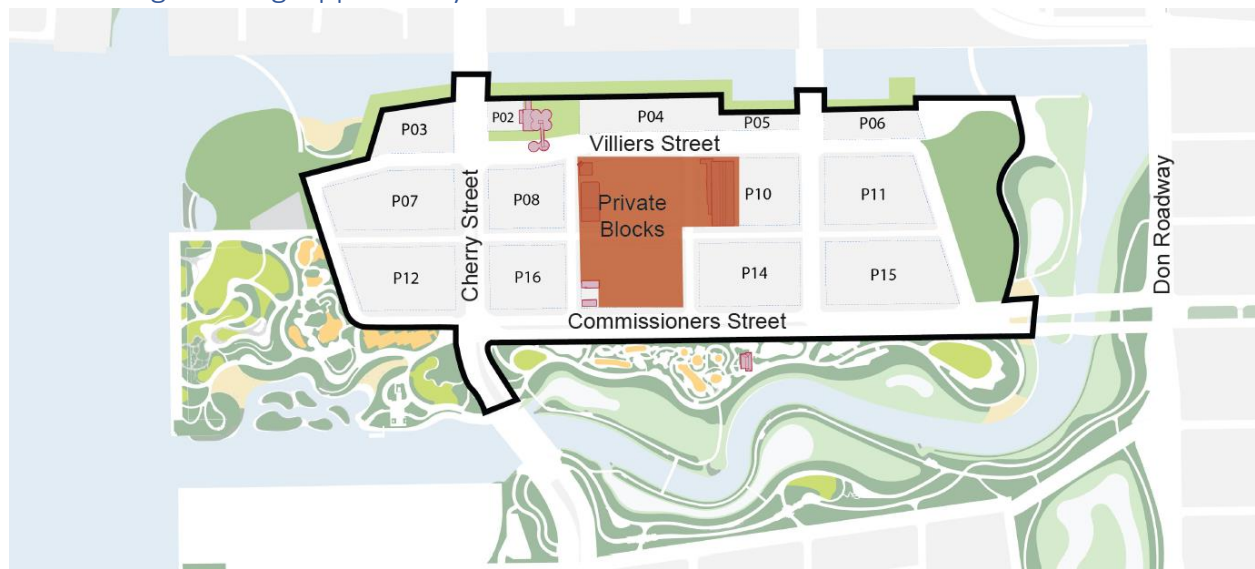 P03
P02
P04
P05
P06
Villiers Street
P07
Cherry Street
P08
Private
Blocks
P10
P11
Don Roadway
P12
P16
P14
P15
Commissioners Street